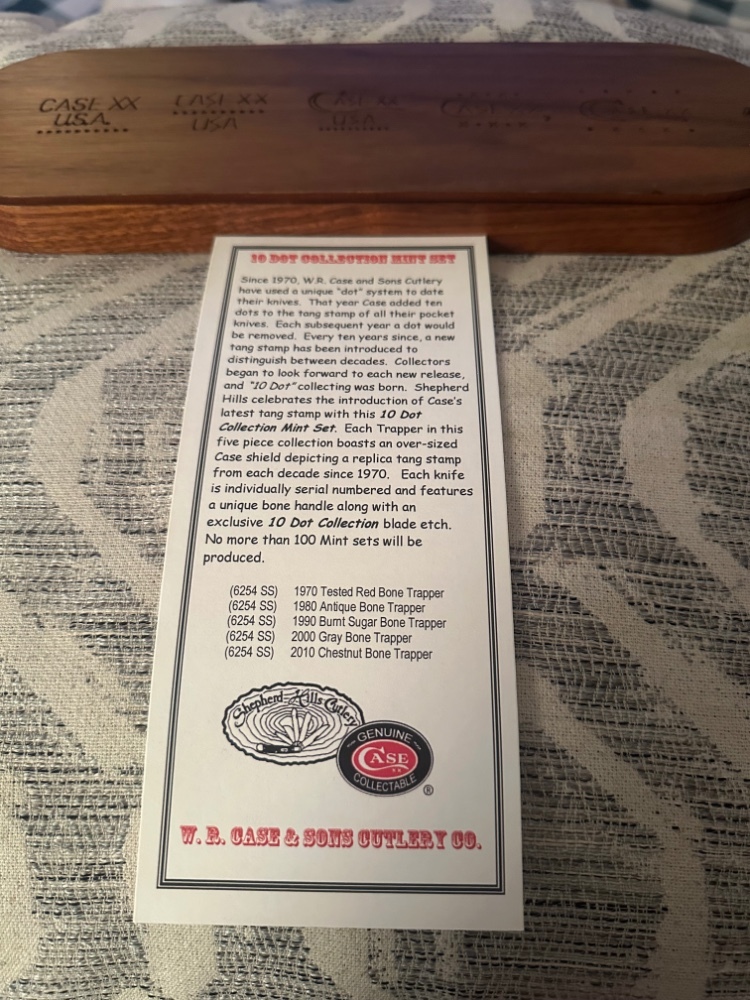 CASE XX
U.S.A.
CASE XX
USA
CASE XX
USA
10 DOT COLLECTION MINT SET
Since 1970, W.R. Case and Sons Cutlery
have used a unique "dot" system to date
their knives. That year Case added ten
dots to the tang stamp of all their pocket
knives. Each subsequent year a dot would
be removed. Every ten years since, a new
tang stamp has been introduced to
distinguish between decades. Collectors
began to look forward to each new release,
and "10 Dot" collecting was born. Shepherd
Hills celebrates the introduction of Case's
latest tang stamp with this 10 Dot
Collection Mint Set. Each Trapper in this
five piece collection boasts an over-sized
Case shield depicting a replica tang stamp
from each decade since 1970. Each knife
is individually serial numbered and features
a unique bone handle along with an
exclusive 10 Dot Collection blade etch.
No more than 100 Mint sets will be
produced.
(6254 SS) 1970 Tested Red Bone Trapper
(6254 SS) 1980 Antique Bone Trapper
(6254 SS) 1990 Burnt Sugar Bone Trapper
(6254 SS) 2000 Gray Bone Trapper
(6254 SS) 2010 Chestnut Bone Trapper
Shepherd Hills Cutlery
GENUINE
CASE
XX
COLLECTABLE
®
W. R. CASE & SONS CUTLERY CO.